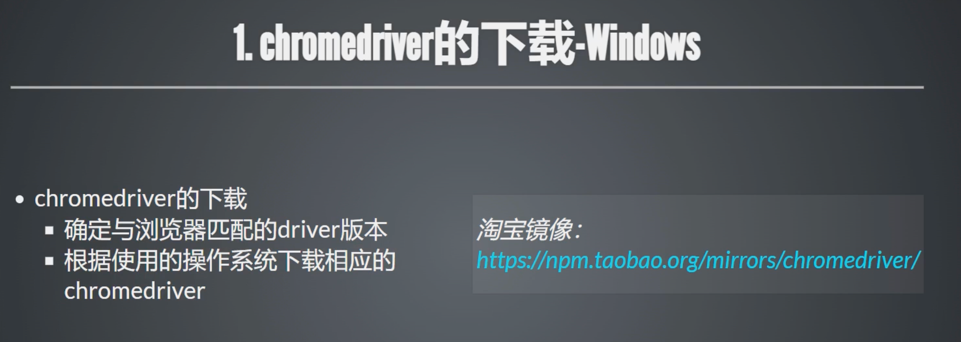 1. chromedriver的下载-Windows
chromedriver的下载
确定与浏览器匹配的driver版本
根据使用的操作系统下载相应的
chromedriver
淘宝镜像：
https://npm.taobao.org/mirrors/chromedriver/